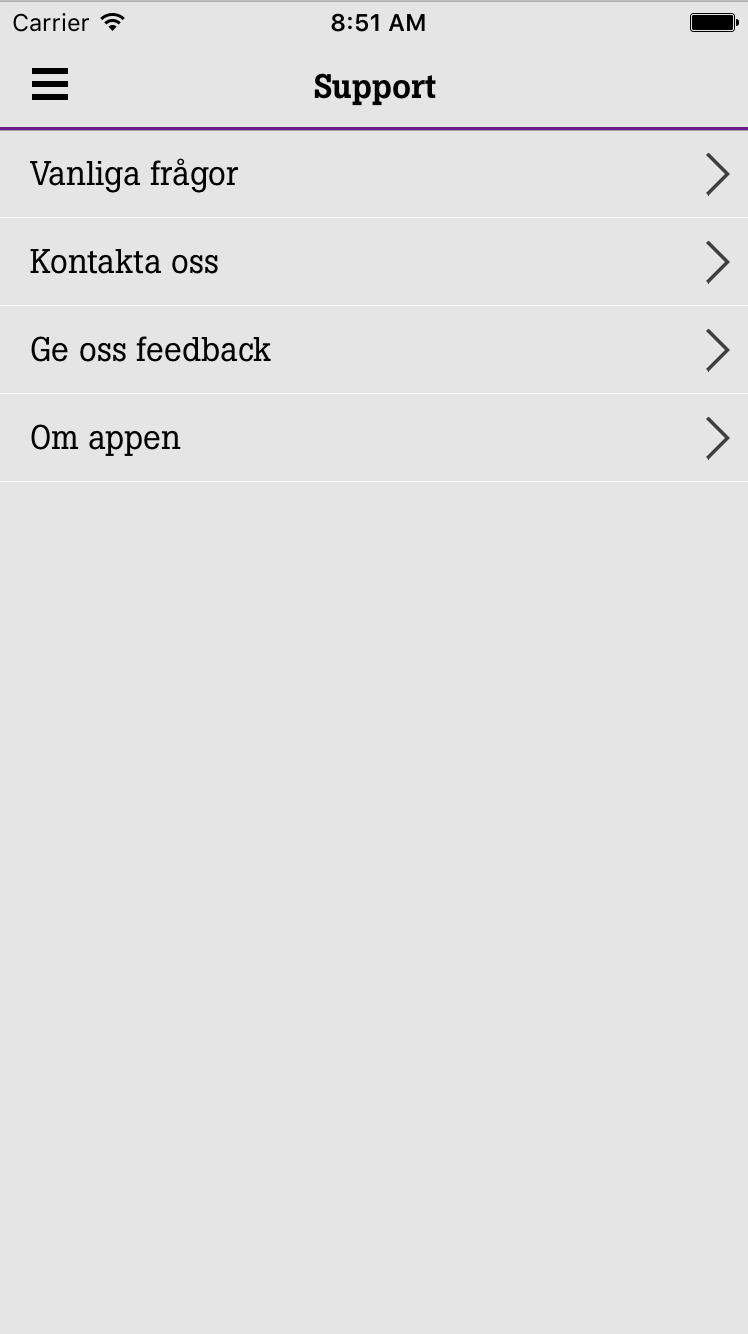 Carrier 8:51 AM
Support
Vanliga frågor
Kontakta oss
Ge oss feedback
Om appen